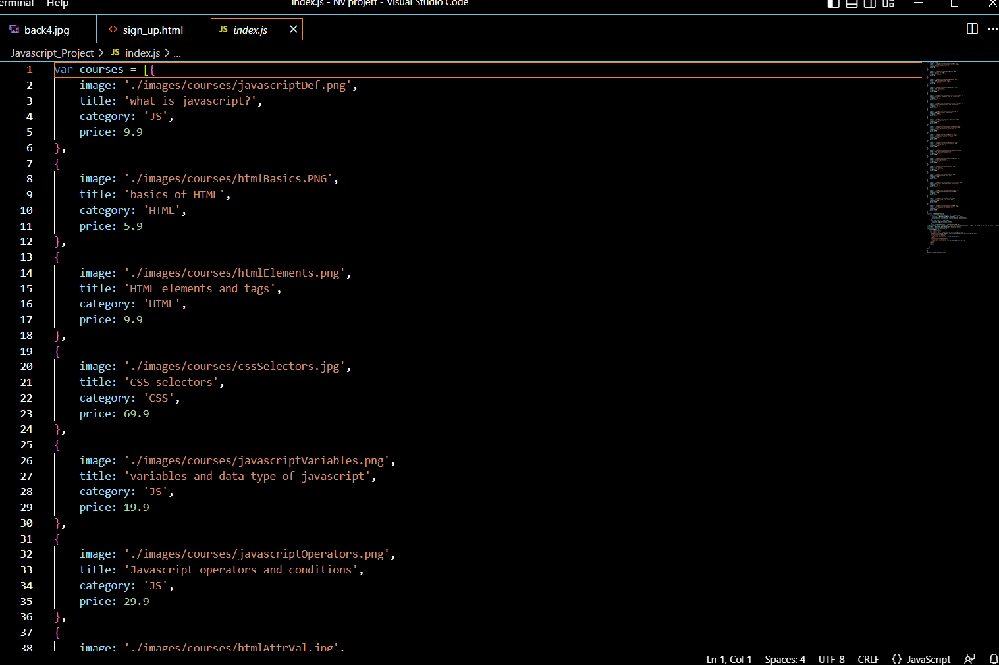 erminal Help index.js - NV projett - Visual Studio Code
back4.jpg <> sign_up.html JS index.js
Javascript_Project > JS index.js > ...
1 var courses = [{
2 image: './images/courses/javascriptDef.png',
3 title: 'what is javascript?',
4 category: 'JS',
5 price: 9.9
6 },
7 {
8 image: './images/courses/htmlBasics.PNG',
9 title: 'basics of HTML',
10 category: 'HTML',
11 price: 5.9
12 },
13 {
14 image: './images/courses/htmlElements.png',
15 title: 'HTML elements and tags',
16 category: 'HTML',
17 price: 9.9
18 },
19 {
20 image: './images/courses/cssSelectors.jpg',
21 title: 'CSS selectors',
22 category: 'CSS',
23 price: 69.9
24 },
25 {
26 image: './images/courses/javascriptVariables.png',
27 title: 'variables and data type of javascript',
28 category: 'JS',
29 price: 19.9
30 },
31 {
32 image: './images/courses/javascriptOperators.png',
33 title: 'Javascript operators and conditions',
34 category: 'JS',
35 price: 29.9
36 },
37 {
38 image: './images/courses/htmlAttrVal.jpg',
Ln 1, Col 1 Spaces: 4 UTF-8 CRLF {} JavaScript